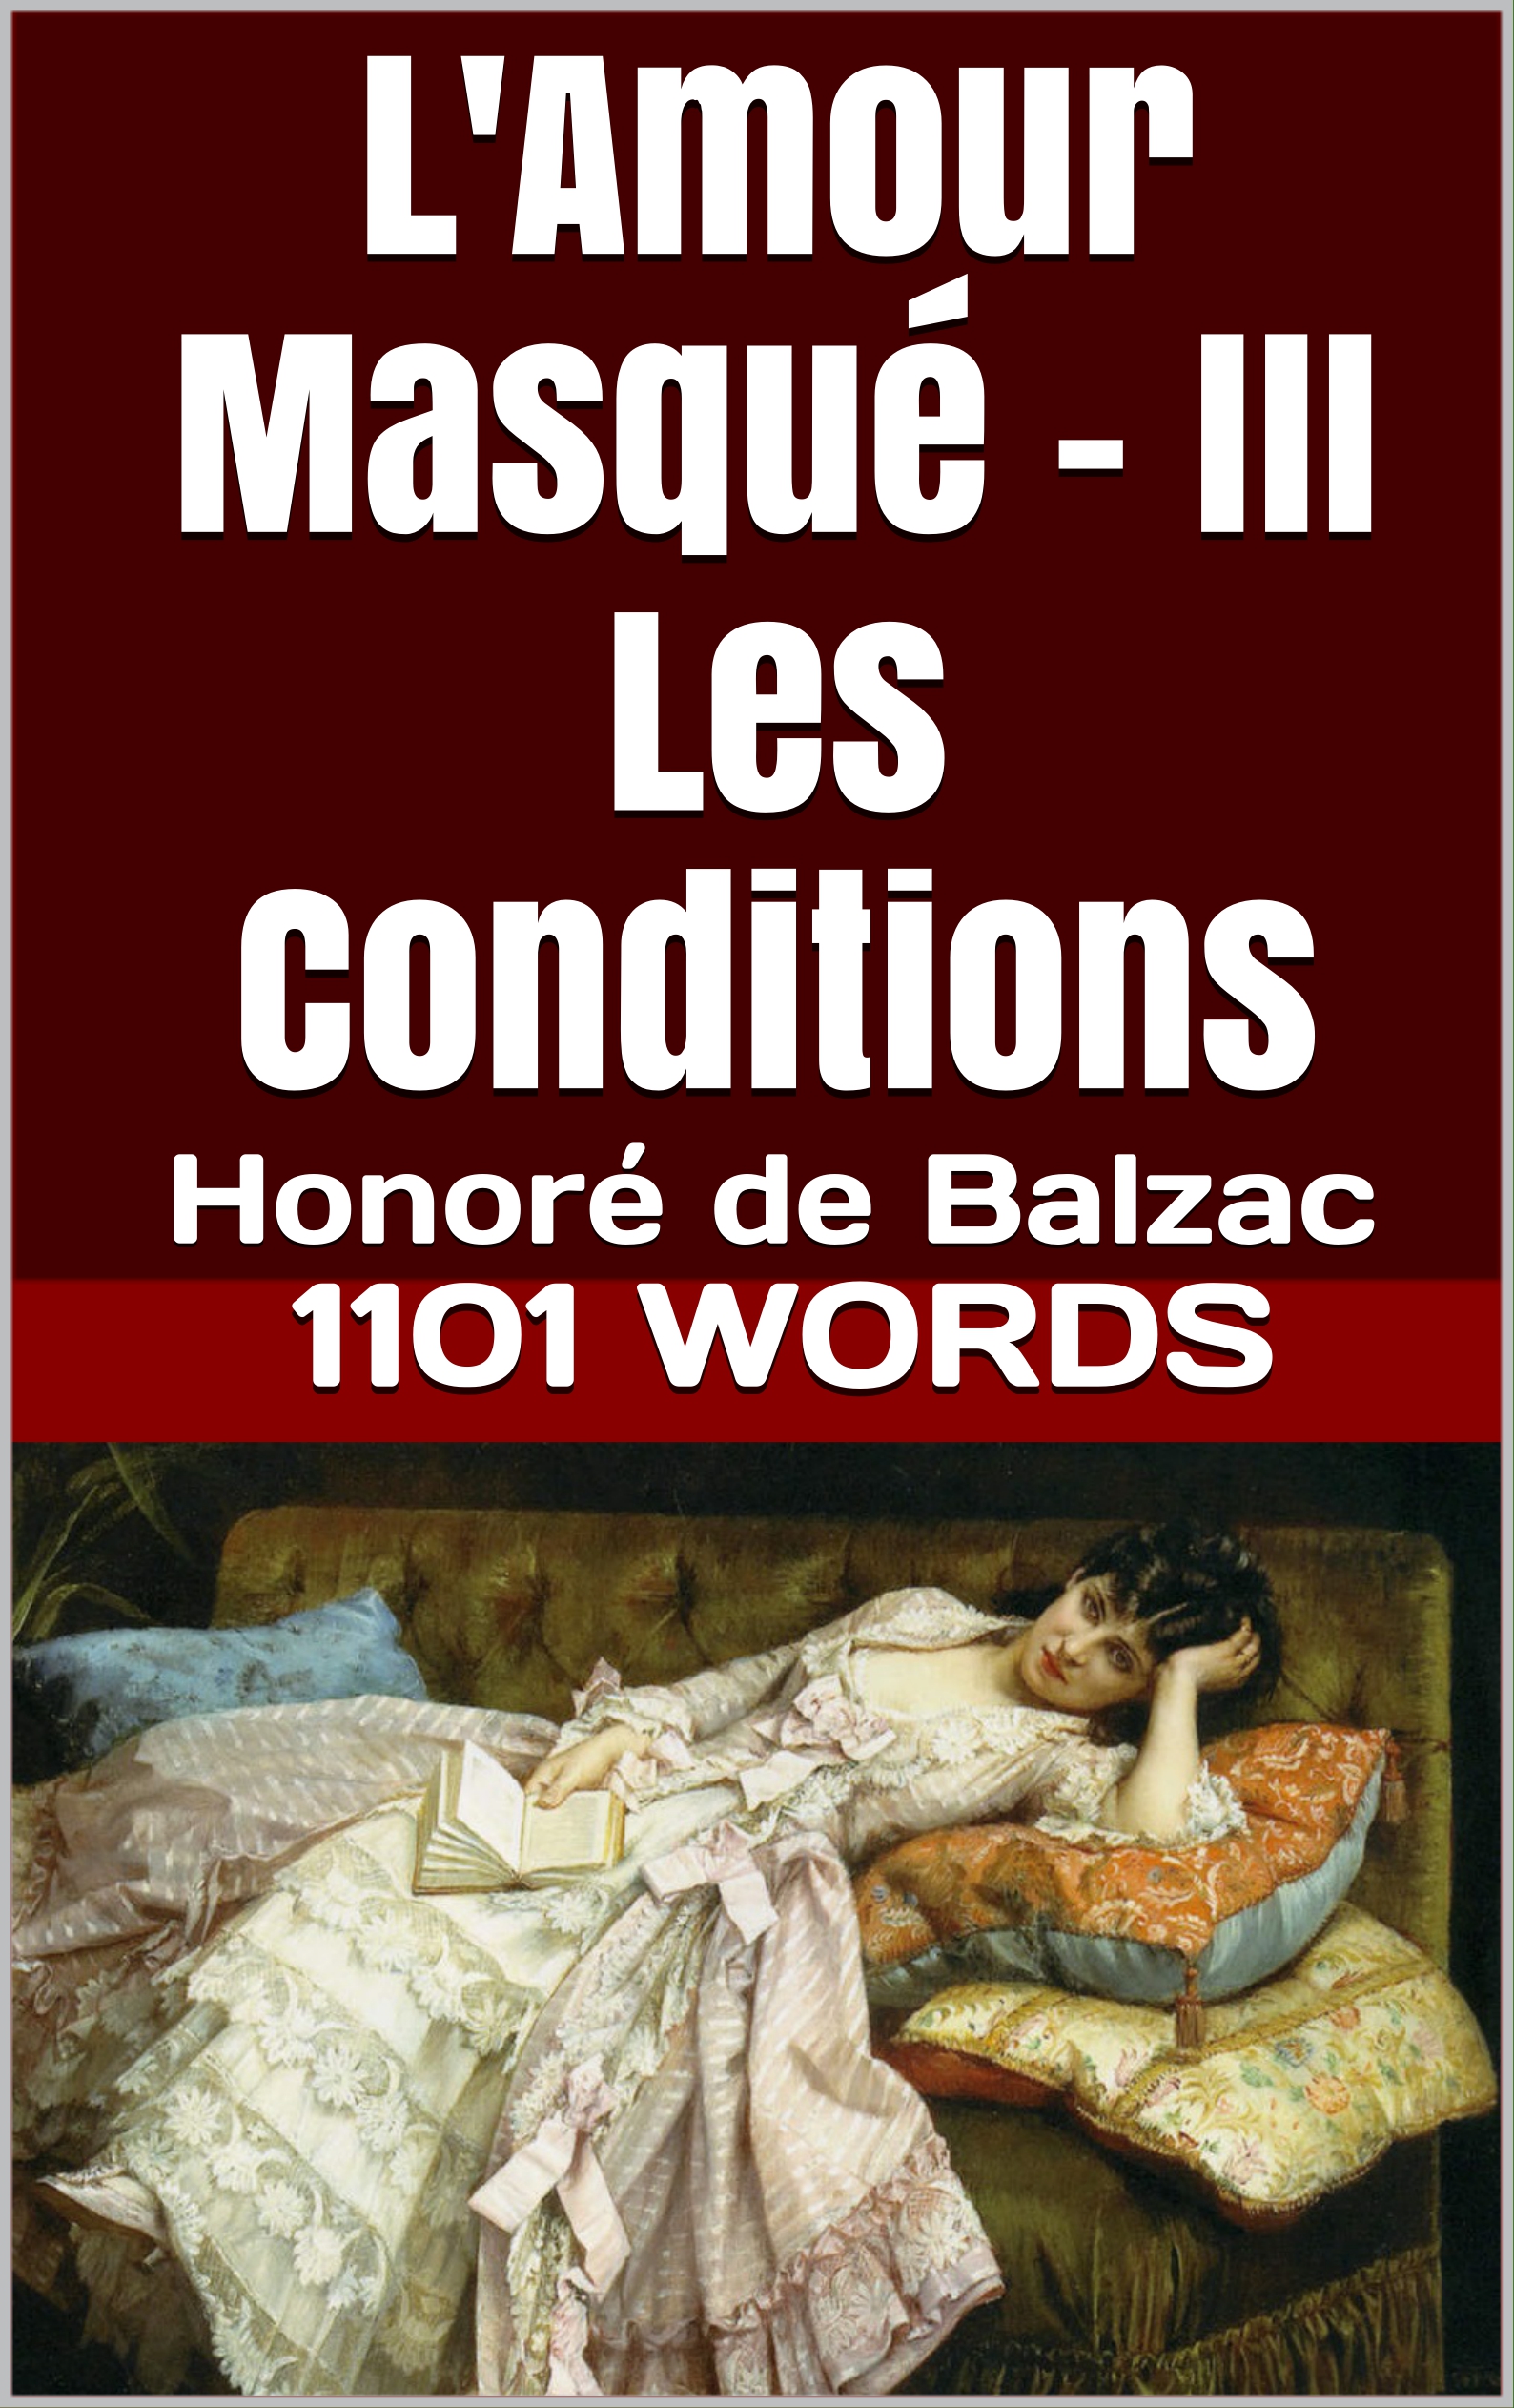 L'Amour
Masqué - III
Les
Conditions
Honoré de Balzac
1101 WORDS